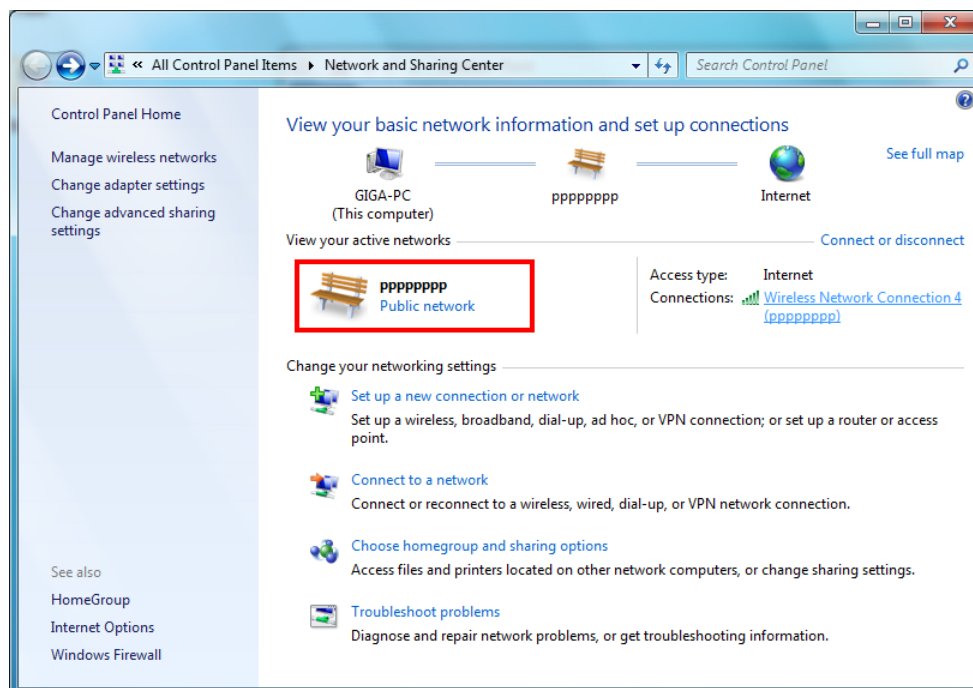 « All Control Panel Items ▸ Network and Sharing Center
Search Control Panel
Control Panel Home
Manage wireless networks
Change adapter settings
Change advanced sharing
settings
See also
HomeGroup
Internet Options
Windows Firewall
View your basic network information and set up connections
See full map
GIGA-PC
(This computer)
pppppppp
Internet
View your active networks
Connect or disconnect
pppppppp
Public network
Access type: Internet
Connections: Wireless Network Connection 4
(pppppppp)
Change your networking settings
Set up a new connection or network
Set up a wireless, broadband, dial-up, ad hoc, or VPN connection; or set up a router or access
point.
Connect to a network
Connect or reconnect to a wireless, wired, dial-up, or VPN network connection.
Choose homegroup and sharing options
Access files and printers located on other network computers, or change sharing settings.
Troubleshoot problems
Diagnose and repair network problems, or get troubleshooting information.